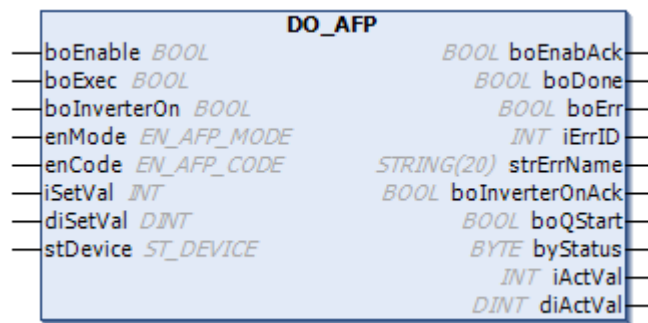 DO_AFP
boEnable BOOL BOOL boEnabAck
boExec BOOL BOOL boDone
boInverterOn BOOL BOOL boErr
enMode EN_AFP_MODE INT iErrID
enCode EN_AFP_CODE STRING(20) strErrName
iSetVal INT BOOL boInverterOnAck
diSetVal DINT BOOL boQStart
stDevice ST_DEVICE BYTE byStatus
INT iActVal
DINT diActVal